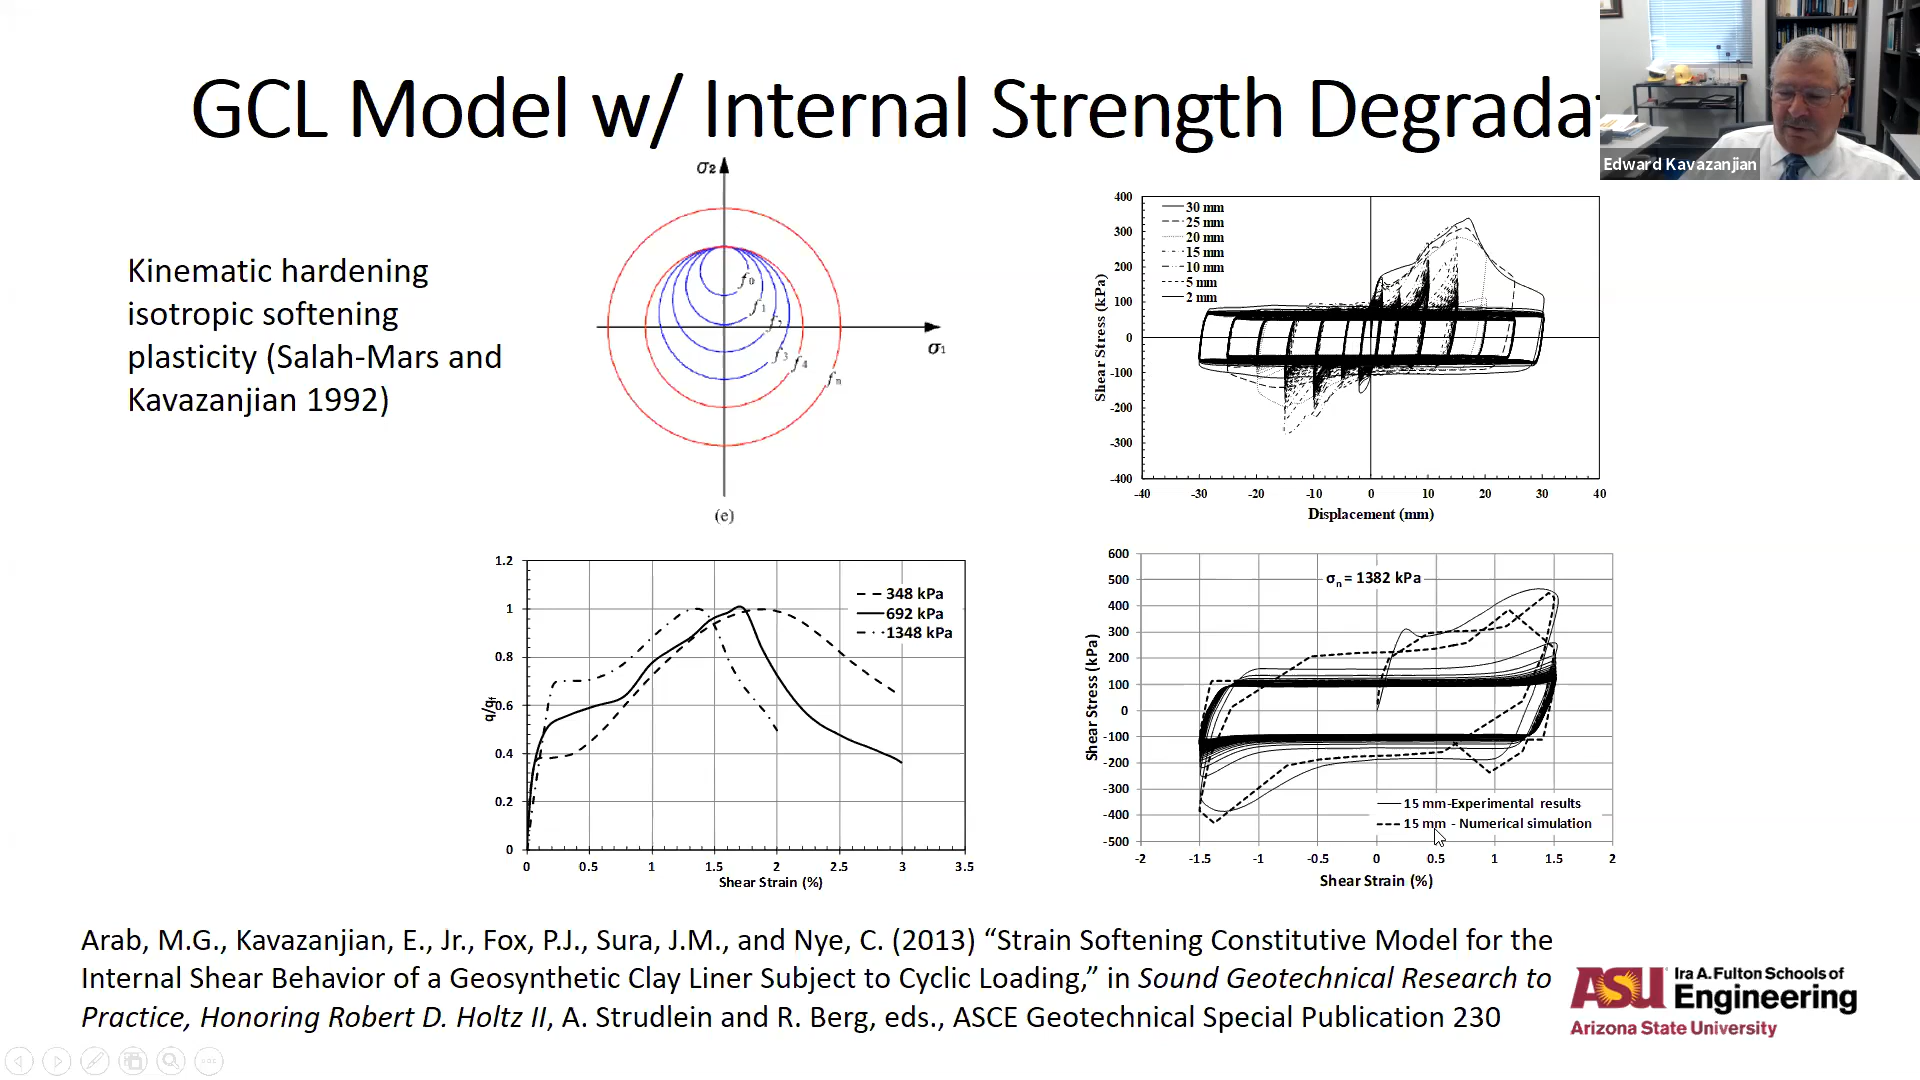 GCL Model w/ Internal Strength Degrada
Edward Kavazanjian
Kinematic hardening
isotropic softening
plasticity (Salah-Mars and
Kavazanjian 1992)
σ2
σ1
f0
f1
f2
f3
f4
fn
(e)
400
300
200
100
0
-100
-200
-300
-400
Shear Stress (kPa)
30 mm
25 mm
20 mm
15 mm
10 mm
5 mm
2 mm
-40 -30 -20 -10 0 10 20 30 40
Displacement (mm)
1.2
1
0.8
0.6
0.4
0.2
0
q/qf
348 kPa
692 kPa
1348 kPa
0 0.5 1 1.5 2 2.5 3 3.5
Shear Strain (%)
600
500
400
300
200
100
0
-100
-200
-300
-400
-500
Shear Stress (kPa)
σn = 1382 kPa
15 mm-Experimental results
15 mm - Numerical simulation
-2 -1.5 -1 -0.5 0 0.5 1 1.5 2
Shear Strain (%)
Arab, M.G., Kavazanjian, E., Jr., Fox, P.J., Sura, J.M., and Nye, C. (2013) “Strain Softening Constitutive Model for the
Internal Shear Behavior of a Geosynthetic Clay Liner Subject to Cyclic Loading,” in Sound Geotechnical Research to
Practice, Honoring Robert D. Holtz II, A. Strudlein and R. Berg, eds., ASCE Geotechnical Special Publication 230
ASU Ira A. Fulton Schools of
Engineering
Arizona State University